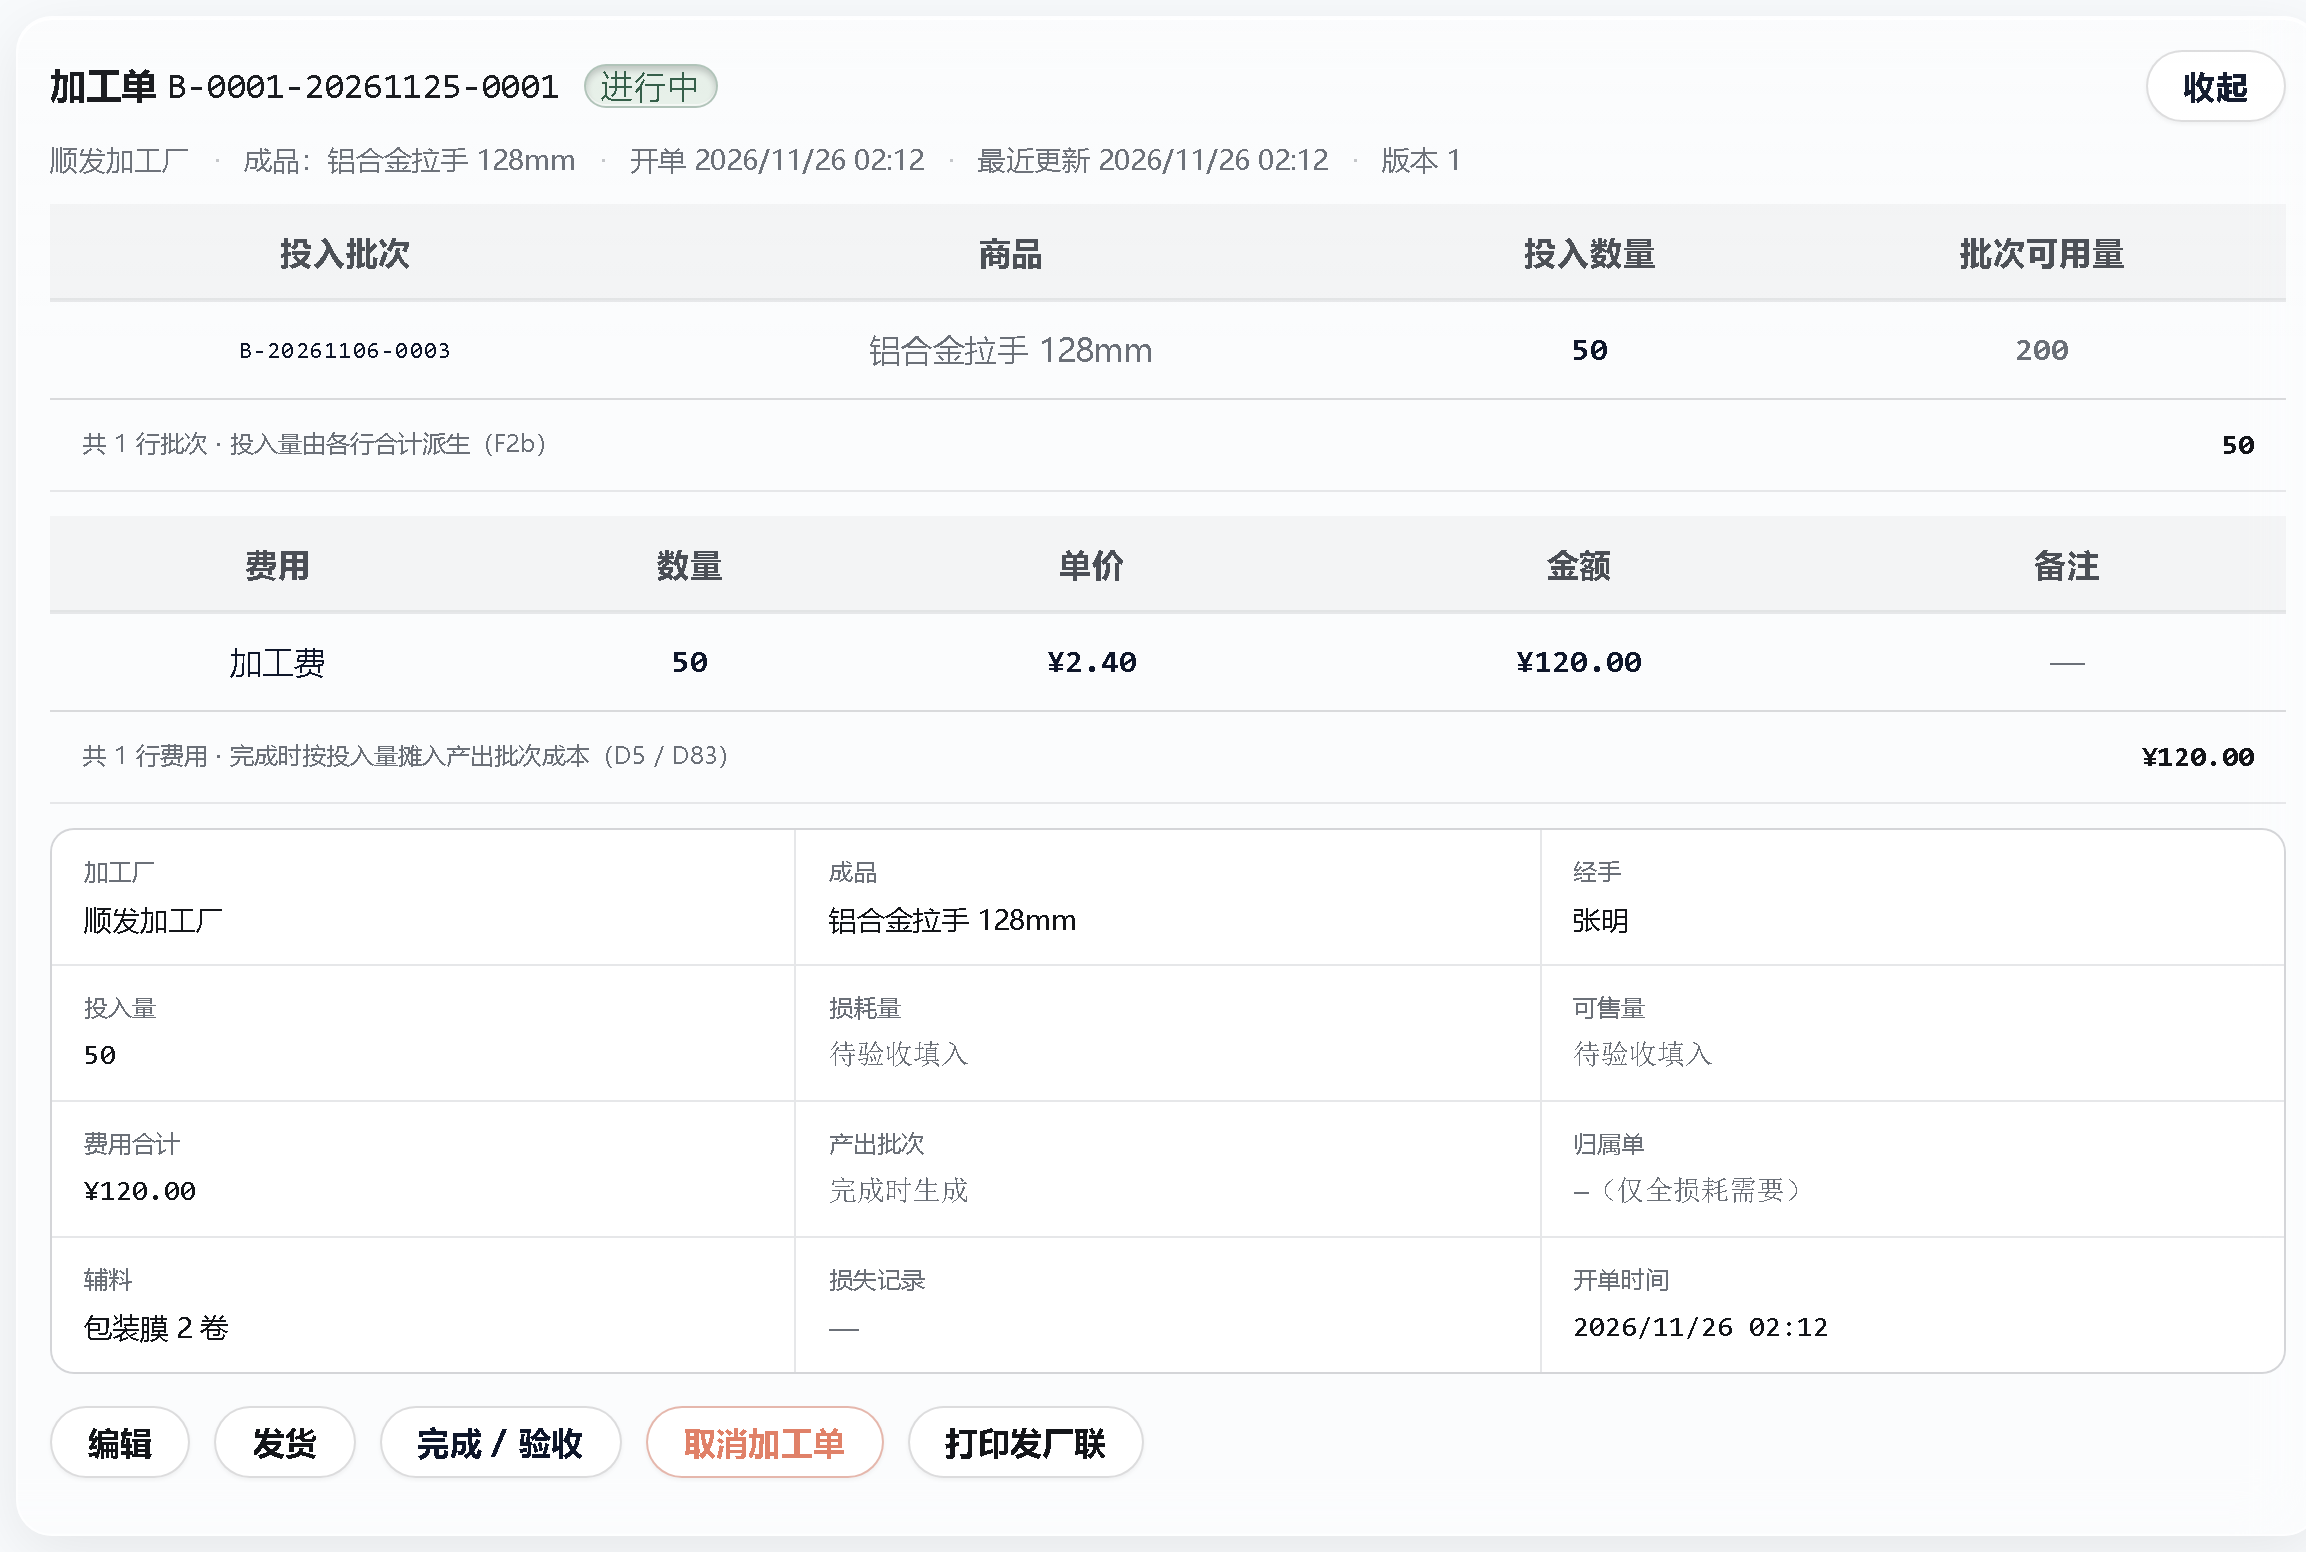 加工单 B-0001-20261125-0001 进行中 收起
顺发加工厂 · 成品：铝合金拉手 128mm · 开单 2026/11/26 02:12 · 最近更新 2026/11/26 02:12 · 版本 1
投入批次 商品 投入数量 批次可用量
B-20261106-0003 铝合金拉手 128mm 50 200
共 1 行批次 · 投入量由各行合计派生（F2b） 50
费用 数量 单价 金额 备注
加工费 50 ¥2.40 ¥120.00 —
共 1 行费用 · 完成时按投入量摊入产出批次成本（D5 / D83） ¥120.00
加工厂 成品 经手
顺发加工厂 铝合金拉手 128mm 张明
投入量 损耗量 可售量
50 待验收填入 待验收填入
费用合计 产出批次 归属单
¥120.00 完成时生成 —（仅全损耗需要）
辅料 损失记录 开单时间
包装膜 2 卷 — 2026/11/26 02:12
编辑 发货 完成 / 验收 取消加工单 打印发厂联